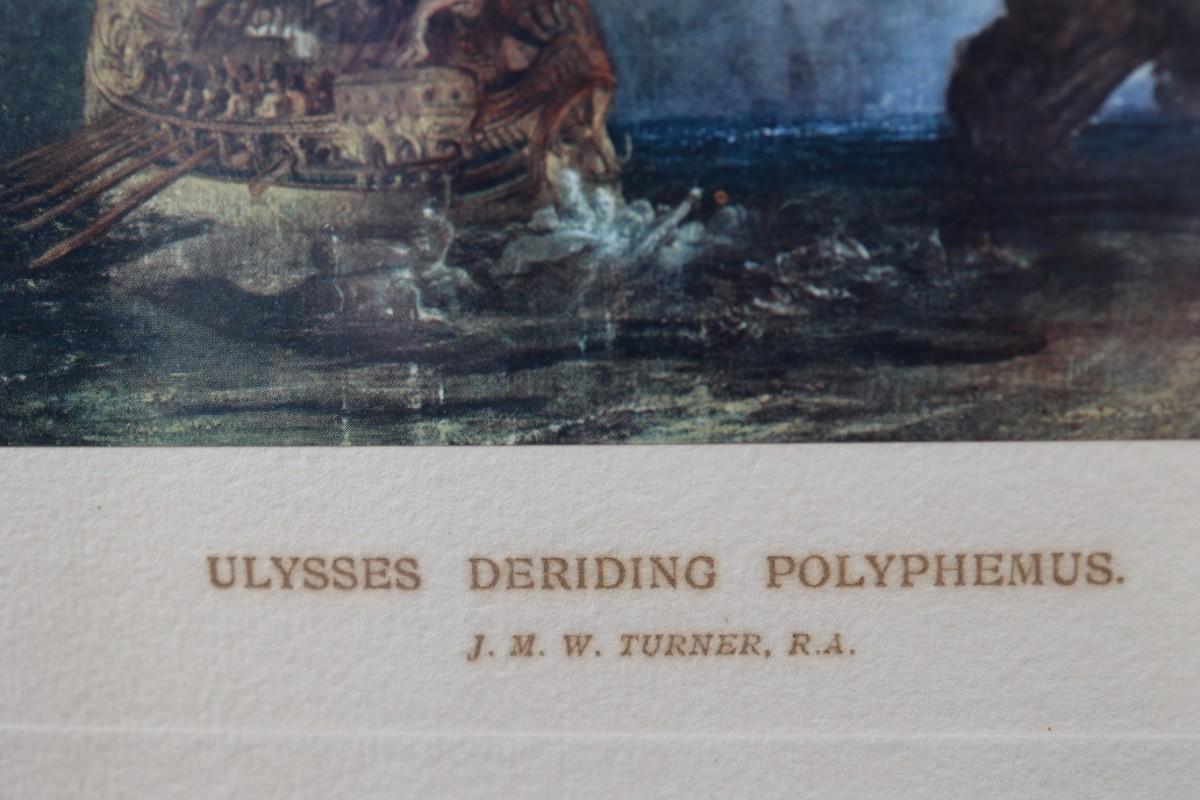 ULYSSES DERIDING POLYPHEMUS.
J. M. W. TURNER, R.A.